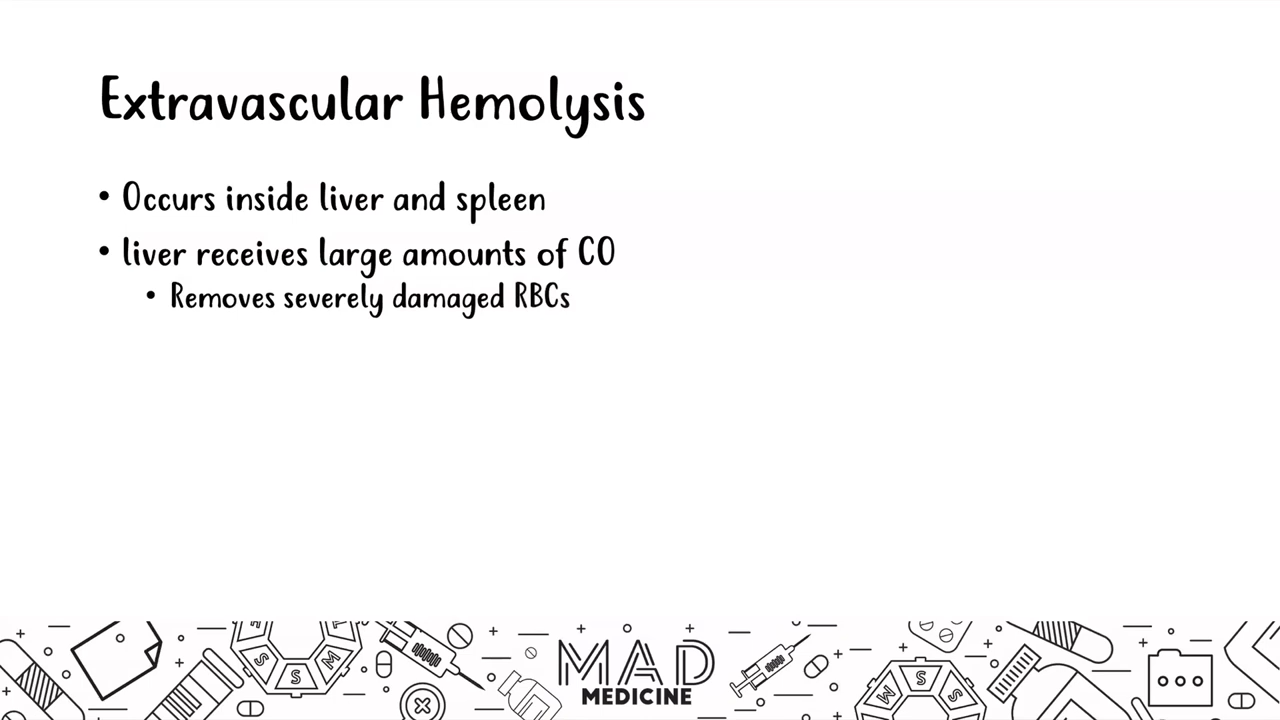 Extravascular Hemolysis
• Occurs inside liver and spleen
• liver receives large amounts of CO
• Removes severely damaged RBCs
S S M
MAD
MEDICINE
M S S